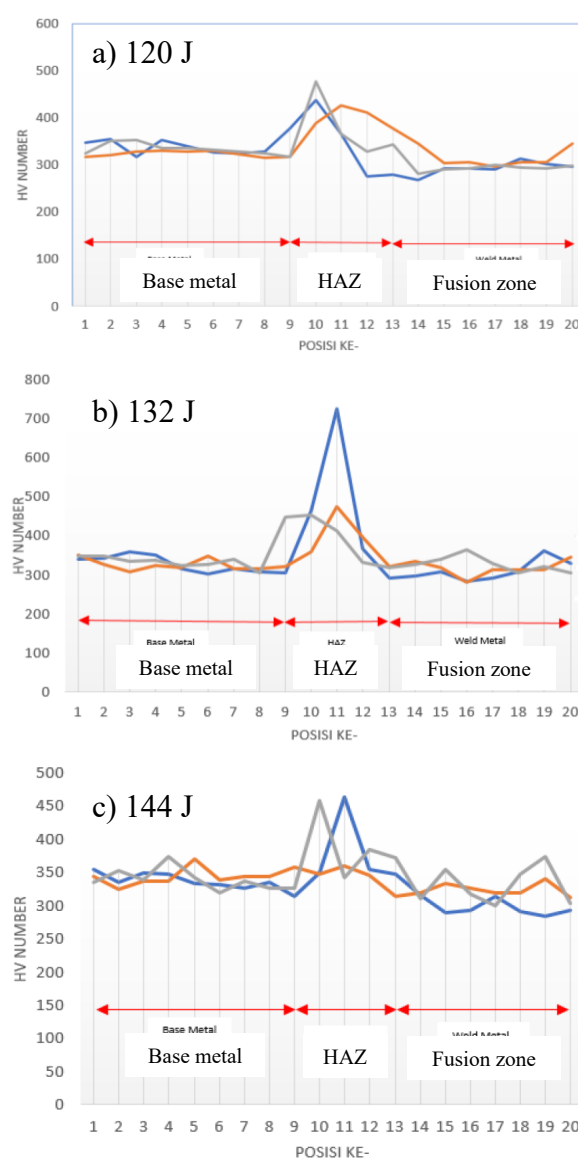 a) 120 J
HV NUMBER
600
500
400
300
200
100
0
Weld Metal
Base metal
HAZ
Fusion zone
1 2 3 4 5 6 7 8 9 10 11 12 13 14 15 16 17 18 19 20
POSISI KE-
b) 132 J
HV NUMBER
800
700
600
500
400
300
200
100
0
Base Metal
HAZ
Weld Metal
Base metal
HAZ
Fusion zone
1 2 3 4 5 6 7 8 9 10 11 12 13 14 15 16 17 18 19 20
POSISI KE-
c) 144 J
HV NUMBER
500
450
400
350
300
250
200
150
100
50
0
Base Metal
Weld Metal
Base metal
HAZ
Fusion zone
1 2 3 4 5 6 7 8 9 10 11 12 13 14 15 16 17 18 19 20
POSISI KE-